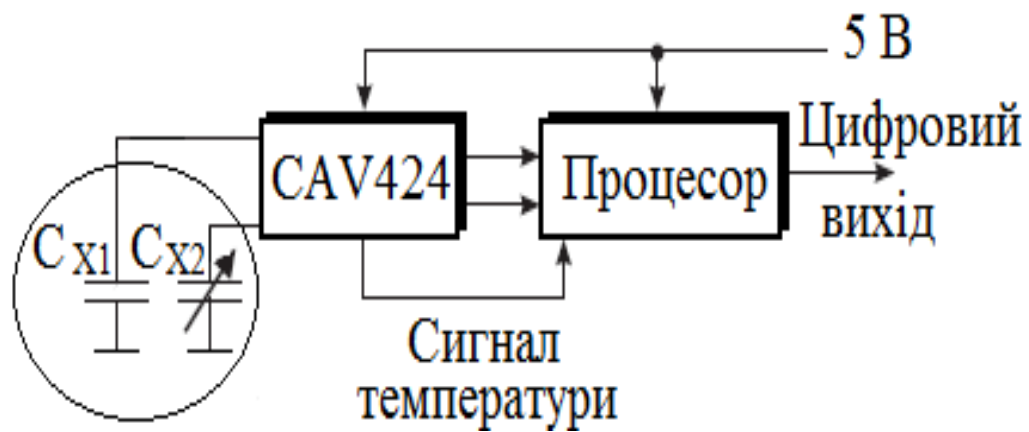 5 В
Цифровий
CAV424
Процесор
вихід
C X1
C X2
Сигнал
температури